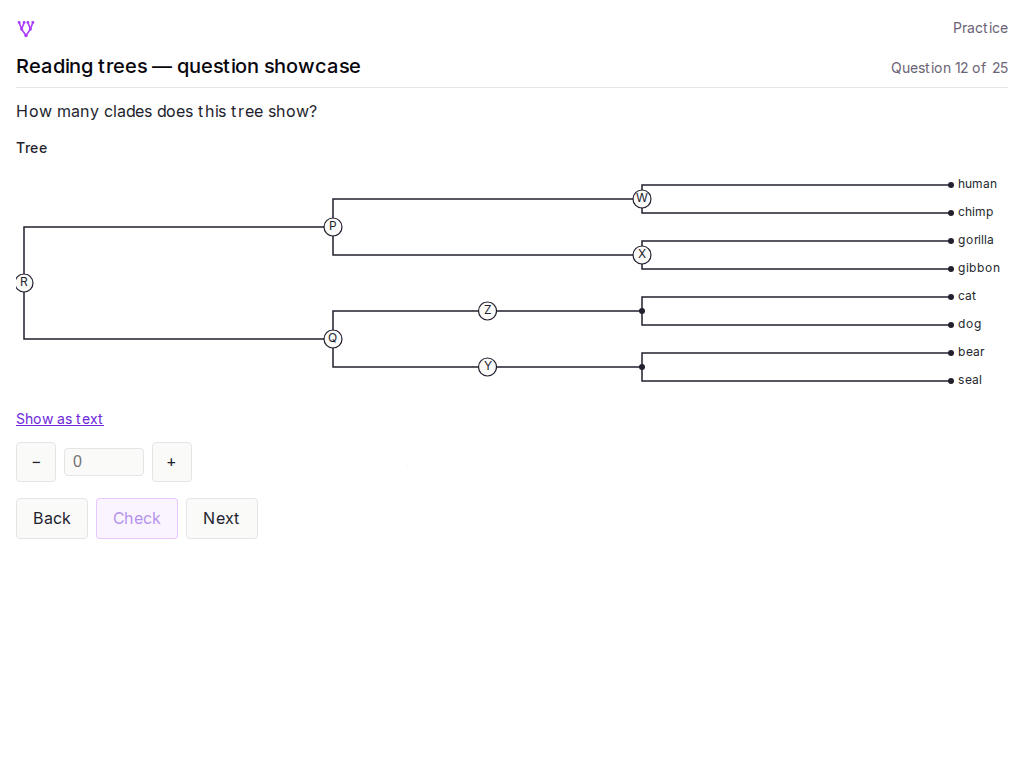 Practice
Reading trees — question showcase
Question 12 of 25
How many clades does this tree show?
Tree
human
W
chimp
P
gorilla
X
gibbon
R
cat
Z
dog
Q
bear
Y
seal
Show as text
− 0 +
Back Check Next